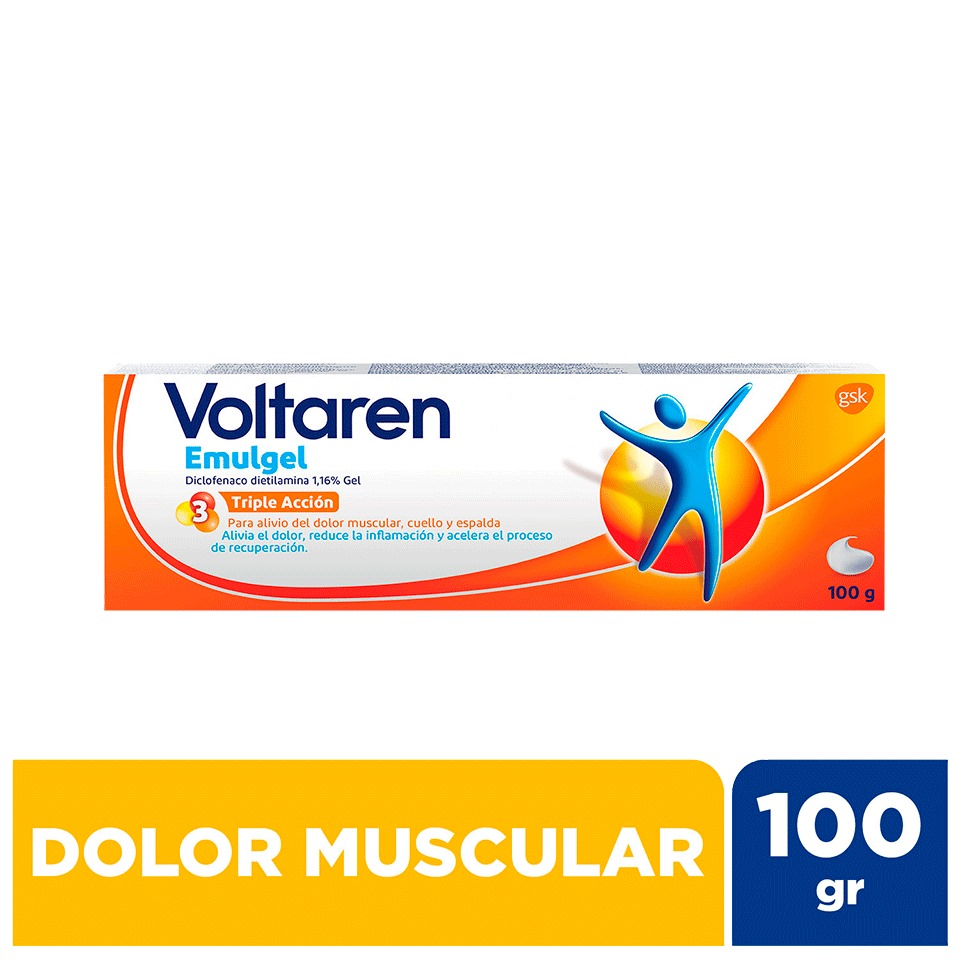 Voltaren
Emulgel
Diclofenaco dietilamina 1,16% Gel
3 Triple Acción
Para alivio del dolor muscular, cuello y espalda
Alivia el dolor, reduce la inflamación y acelera el proceso
de recuperación.
gsk
100 g
DOLOR MUSCULAR
100
gr